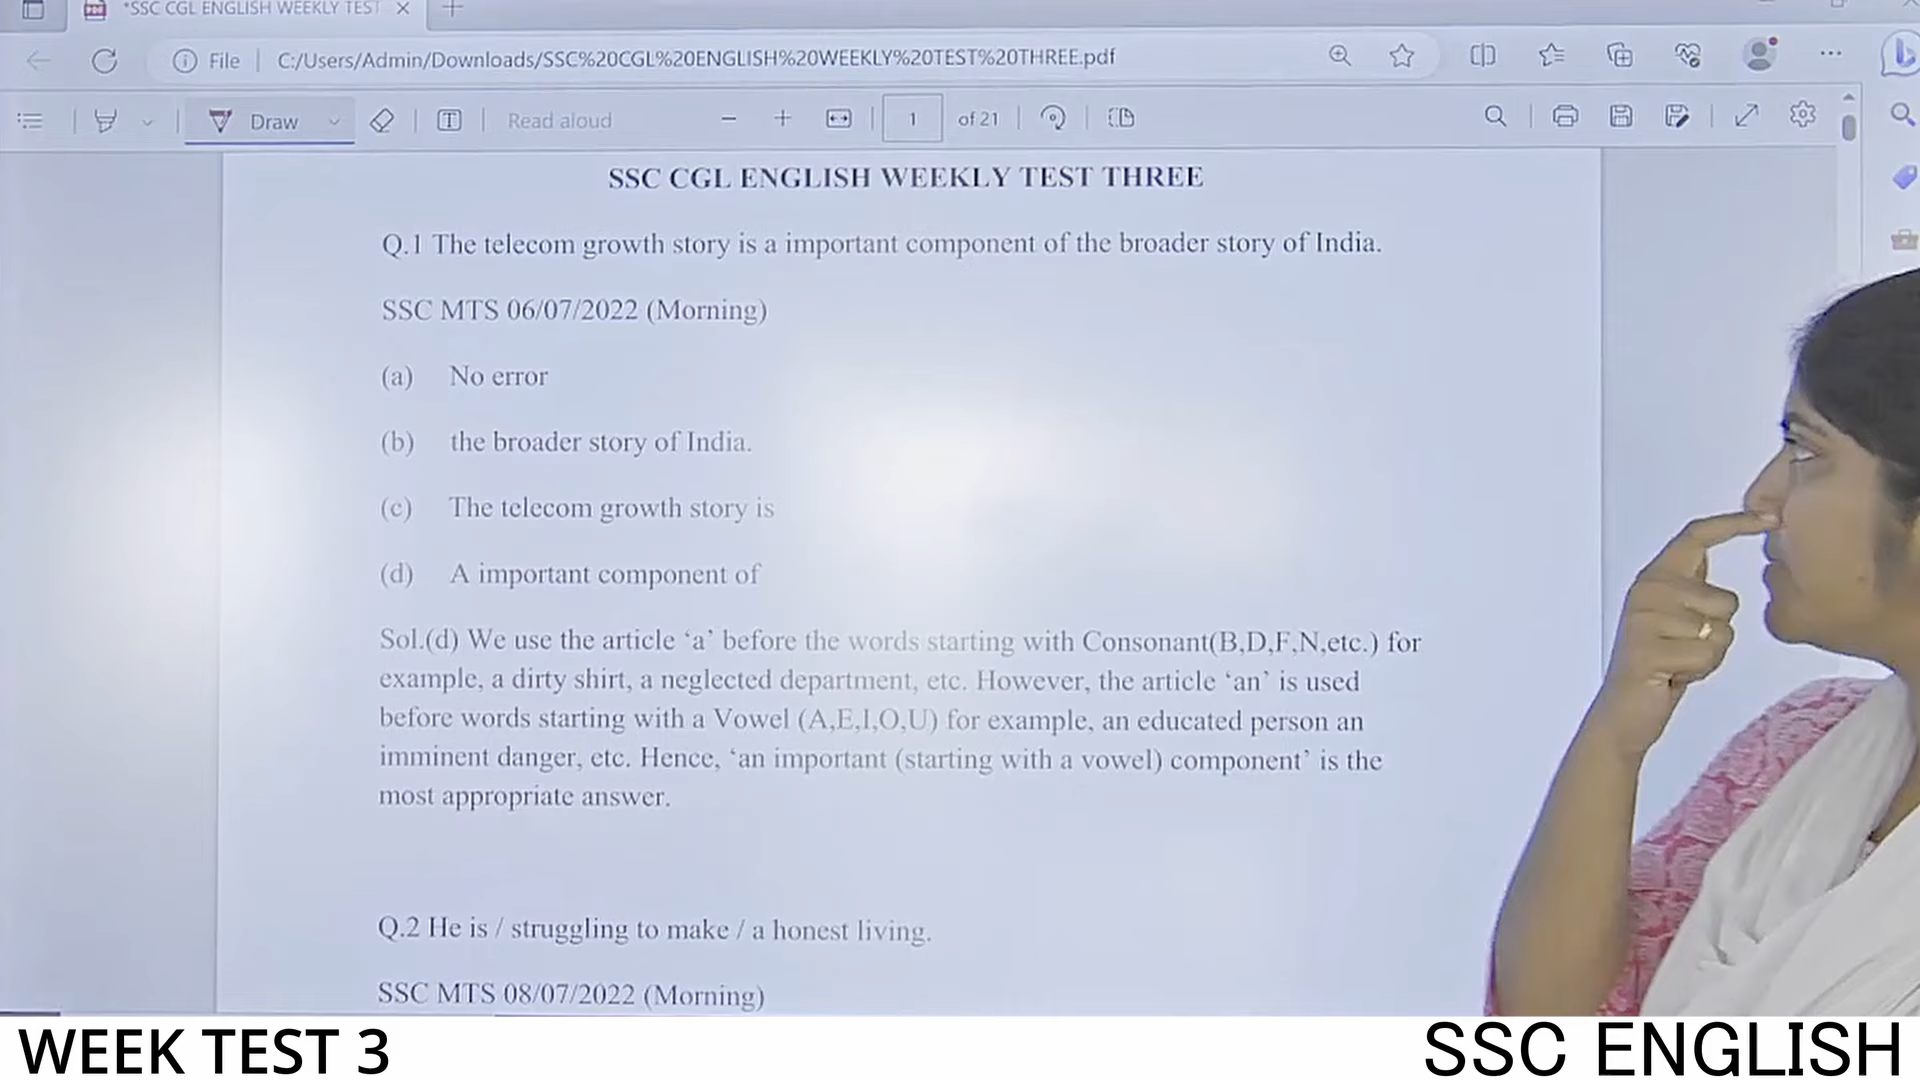 *SSC CGL ENGLISH WEEKLY TEST
File
C:/Users/Admin/Downloads/SSC%20CGL%20ENGLISH%20WEEKLY%20TEST%20THREE.pdf
Draw
Read aloud
1
of 21
SSC CGL ENGLISH WEEKLY TEST THREE
Q.1 The telecom growth story is a important component of the broader story of India.
SSC MTS 06/07/2022 (Morning)
(a) No error
(b) the broader story of India.
(c) The telecom growth story is
(d) A important component of
Sol.(d) We use the article ‘a’ before the words starting with Consonant(B,D,F,N,etc.) for
example, a dirty shirt, a neglected department, etc. However, the article ‘an’ is used
before words starting with a Vowel (A,E,I,O,U) for example, an educated person an
imminent danger, etc. Hence, ‘an important (starting with a vowel) component’ is the
most appropriate answer.
Q.2 He is / struggling to make / a honest living.
SSC MTS 08/07/2022 (Morning)
WEEK TEST 3
SSC ENGLISH